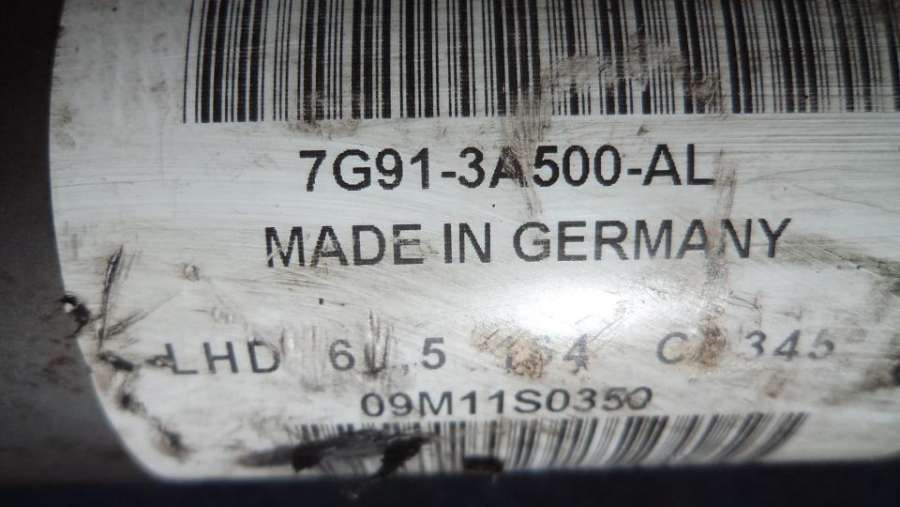 7G91-3A500-AL
MADE IN GERMANY
LHD
09M11S0350